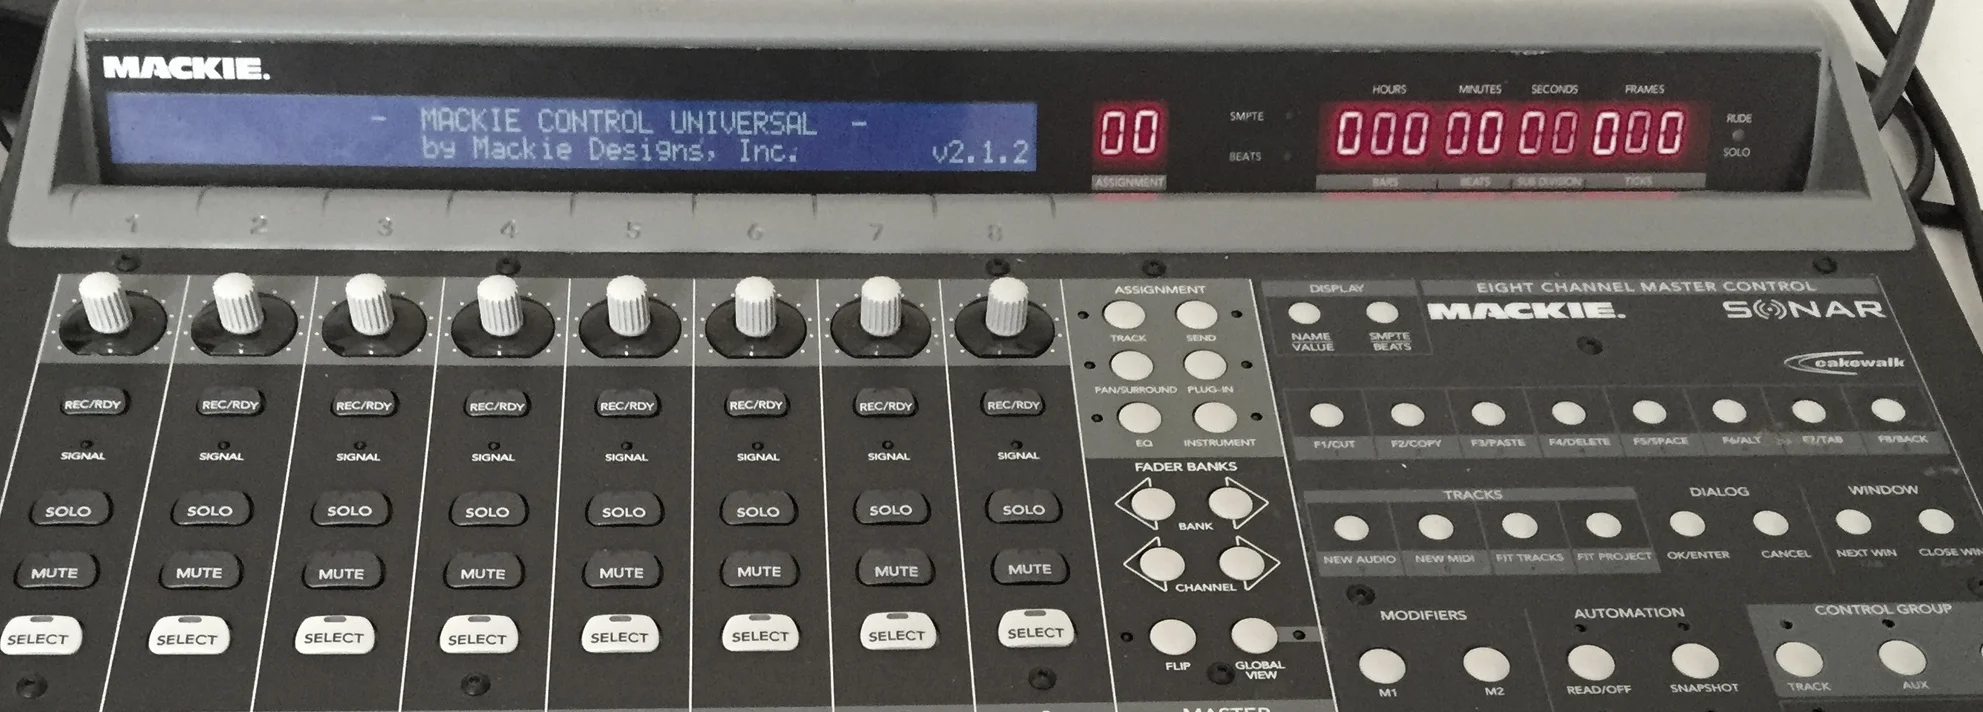 MACKIE.
- MACKIE CONTROL UNIVERSAL -
by Mackie Designs, Inc. v2.1.2
00
ASSIGNMENT
SMPTE
BEATS
HOURS MINUTES SECONDS FRAMES
000 00 00 000
BARS BEATS SUB DIVISION TICKS
RUDE
SOLO
1 2 3 4 5 6 7 8
REC/RDY REC/RDY REC/RDY REC/RDY REC/RDY REC/RDY REC/RDY REC/RDY
SIGNAL SIGNAL SIGNAL SIGNAL SIGNAL SIGNAL SIGNAL SIGNAL
SOLO SOLO SOLO SOLO SOLO SOLO SOLO SOLO
MUTE MUTE MUTE MUTE MUTE MUTE MUTE MUTE
SELECT SELECT SELECT SELECT SELECT SELECT SELECT SELECT
ASSIGNMENT
TRACK SEND
PAN/SURROUND PLUG-IN
EQ INSTRUMENT
FADER BANKS
BANK
CHANNEL
FLIP GLOBAL
VIEW
MASTER
DISPLAY
NAME
VALUE
SMPTE
BEATS
EIGHT CHANNEL MASTER CONTROL
MACKIE. SONAR
cakewalk
F1/CUT F2/COPY F3/PASTE F4/DELETE F5/SPACE F6/ALT F7/TAB F8/BACK
TRACKS
NEW AUDIO NEW MIDI FIT TRACKS FIT PROJECT
DIALOG
OK/ENTER CANCEL
WINDOW
NEXT WIN CLOSE WIN
MODIFIERS
M1 M2
AUTOMATION
READ/OFF SNAPSHOT
CONTROL GROUP
TRACK AUX